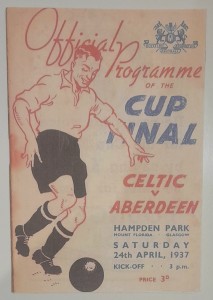 Official
Programme
OF THE
CUP
FINAL
CELTIC
V
ABERDEEN
HAMPDEN PARK
MOUNT FLORIDA GLASGOW
SATURDAY
24TH APRIL, 1937
KICK-OFF 3 p.m.
PRICE 3D